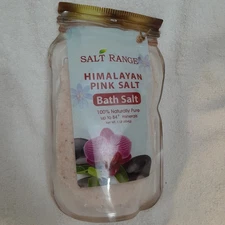 SALT RANGE
HIMALAYAN
PINK SALT
Bath Salt
100% Naturally Pure